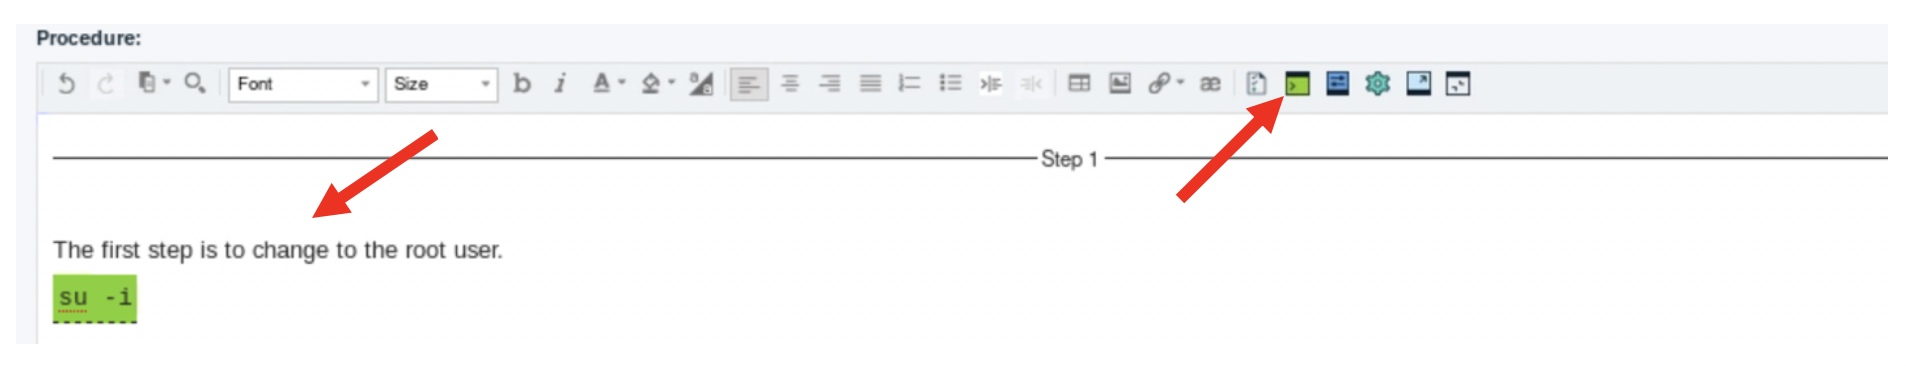 Procedure:
Font Size b i A æ
Step 1
The first step is to change to the root user.
su -i